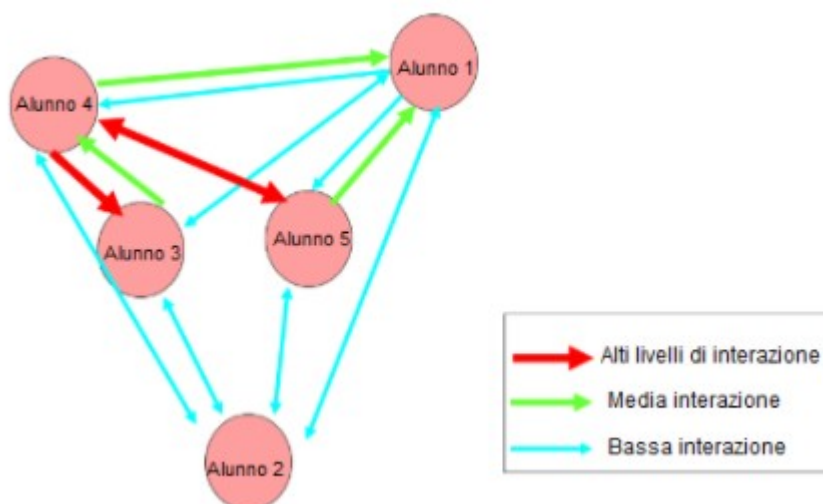 Alunno 1
Alunno 4
Alunno 3
Alunno 5
Alunno 2
Alti livelli di interazione
Media interazione
Bassa interazione